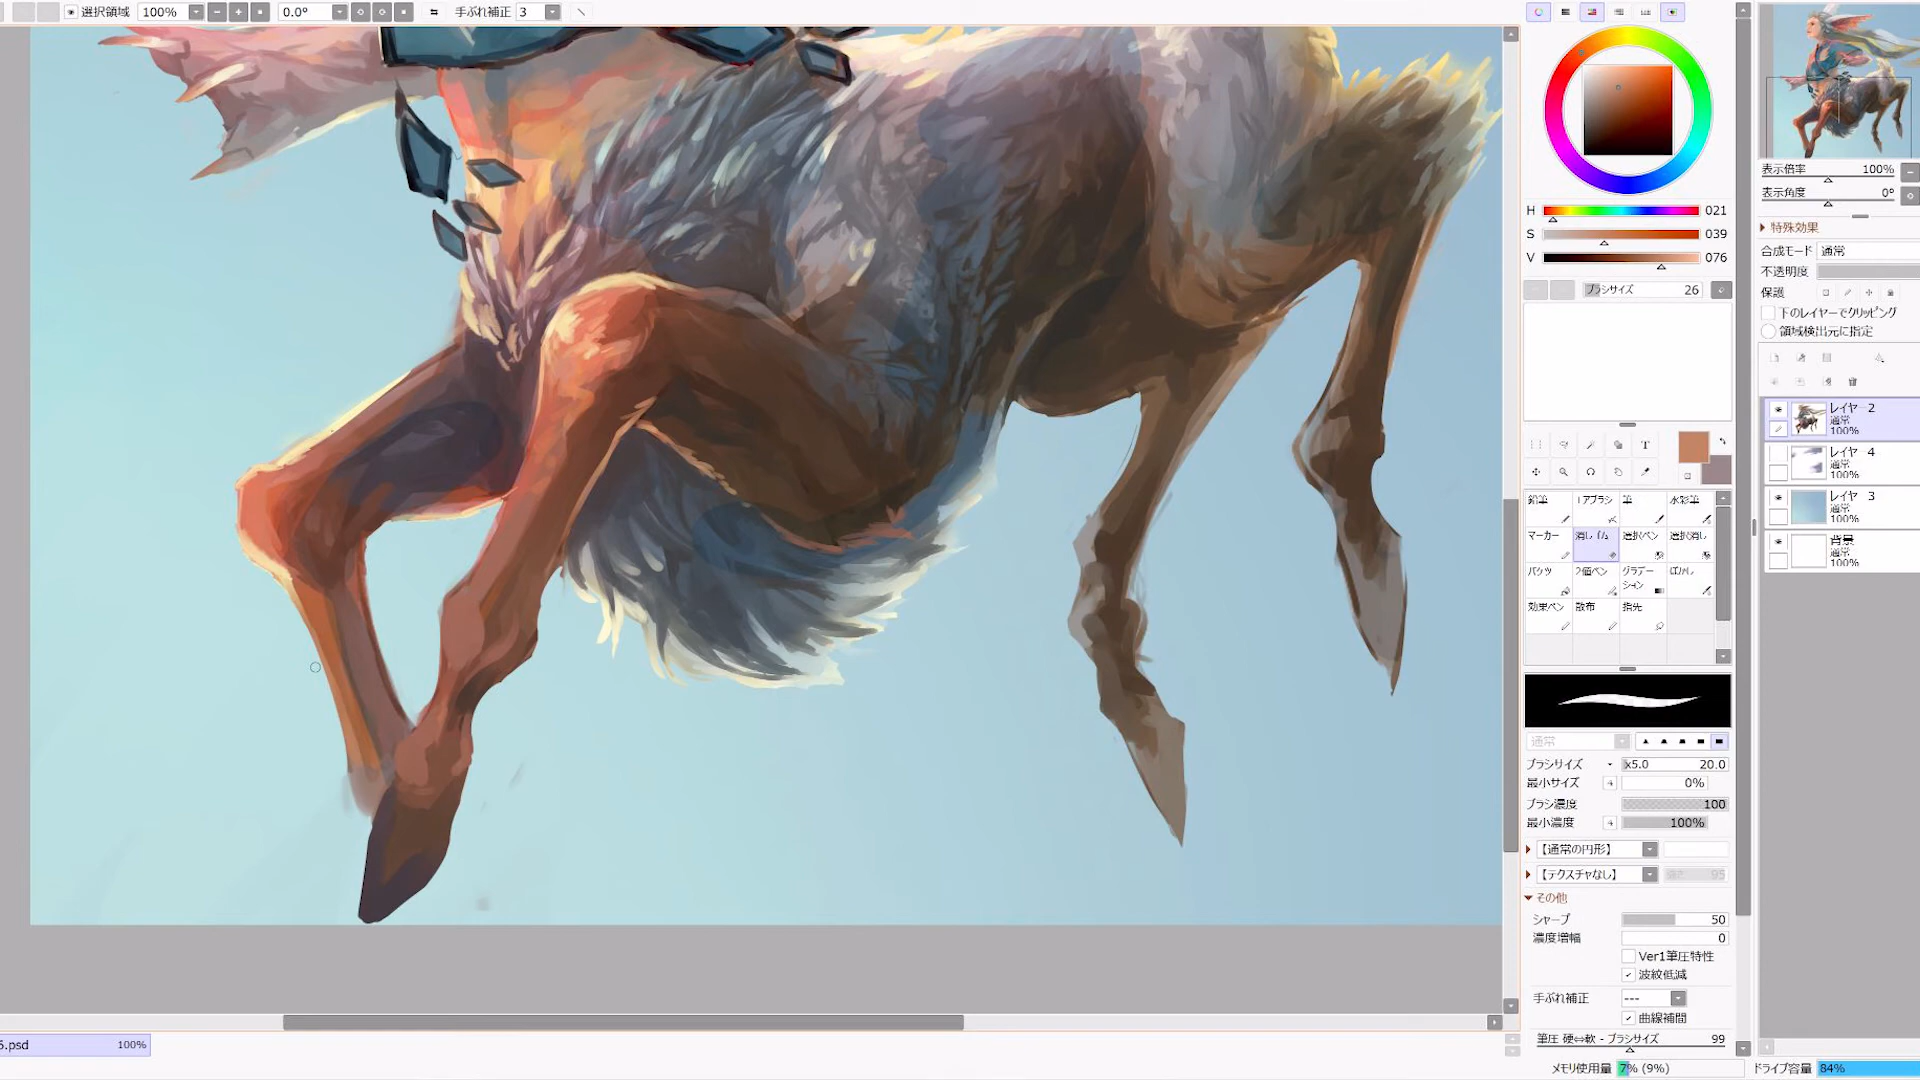 選択領域 100% 0.0° 手ぶれ補正 3
H 021
S 039
V 076
ブラシサイズ 26
T
鉛筆
筆 水彩筆
マーカー 消しゴム 選択ペン 選択消し
バケツ 2値ペン グラデーション ぼかし
効果ペン 散布 指先
通常
ブラシサイズ x5.0 20.0
最小サイズ 0%
ブラシ濃度 100
最小濃度 100%
【通常の円形】
【テクスチャなし】 95
その他
シャープ 50
濃度増幅 0
Ver1筆圧特性
波紋低減
手ぶれ補正 ---
曲線補間
筆圧 硬⇔軟 - ブラシサイズ 99
メモリ使用量 7% (9%)
表示倍率 100%
表示角度 0°
特殊効果
合成モード 通常
不透明度
保護
下のレイヤーでクリッピング
領域検出元に指定
レイヤー2
通常
100%
レイヤー4
通常
100%
レイヤー3
通常
100%
背景
通常
100%
ドライブ容量 84%
.psd 100%